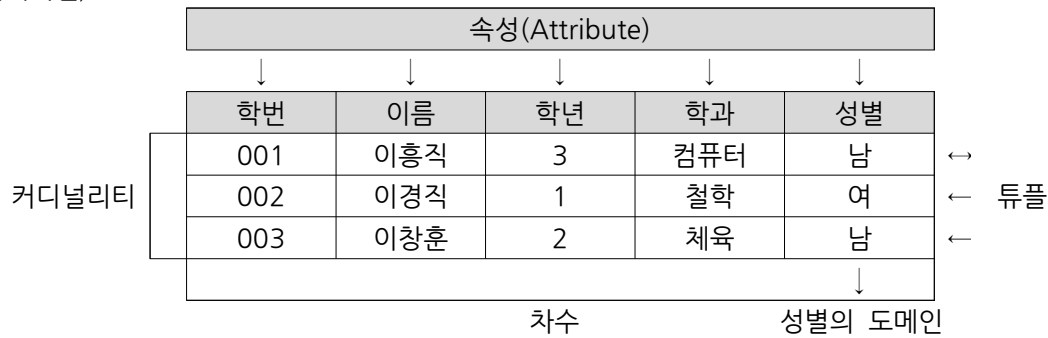 속성(Attribute)
↓ ↓ ↓ ↓ ↓
학번 이름 학년 학과 성별
001 이흥직 3 컴퓨터 남 ↔
커디널리티 002 이경직 1 철학 여 ← 튜플
003 이창훈 2 체육 남 ←
↓
차수 성별의 도메인